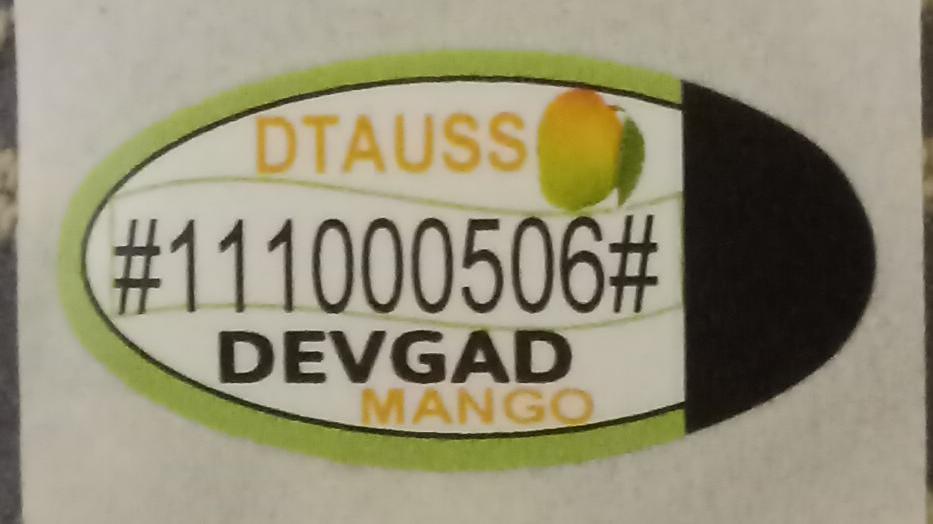 DTAUSS
#111000506#
DEVGAD
MANGO